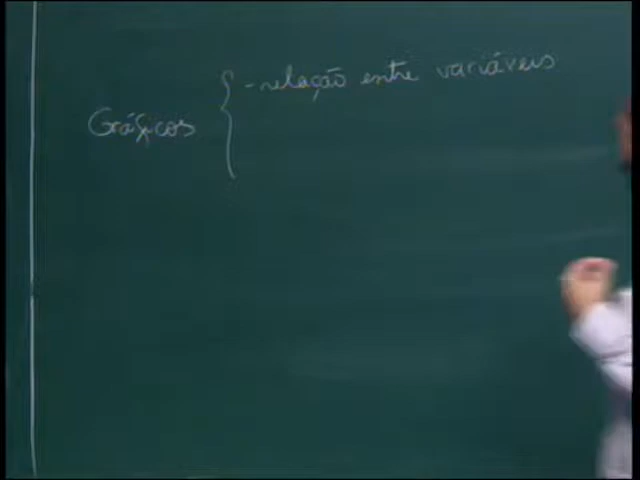 Gráficos { - relação entre variáveis